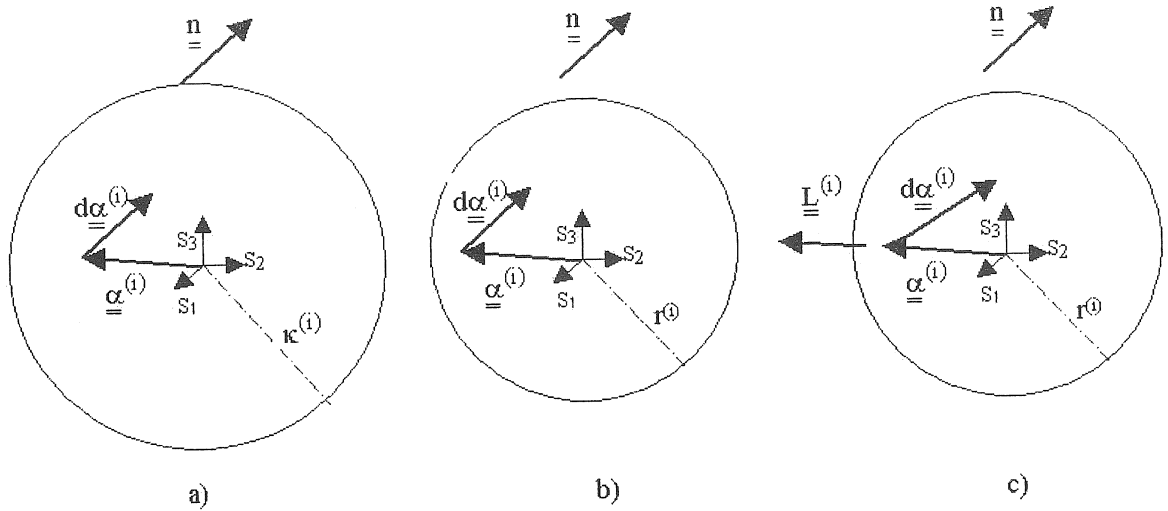 n n n
dα⁽ⁱ⁾ dα⁽ⁱ⁾ L⁽ⁱ⁾ dα⁽ⁱ⁾
S₃ S₃ S₃
S₂ S₂ S₂
α⁽ⁱ⁾ S₁ α⁽ⁱ⁾ S₁ α⁽ⁱ⁾ S₁
κ⁽ⁱ⁾ r⁽ⁱ⁾ r⁽ⁱ⁾
a) b) c)